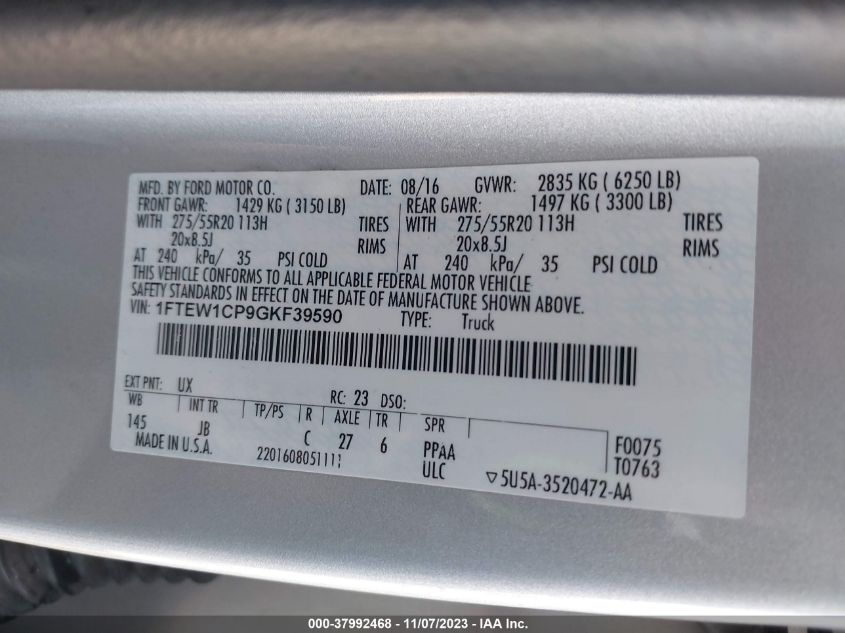 MFD. BY FORD MOTOR CO. DATE: 08/16 GVWR: 2835 KG ( 6250 LB)
FRONT GAWR: 1429 KG ( 3150 LB) REAR GAWR: 1497 KG ( 3300 LB)
WITH 275/55R20 113H TIRES WITH 275/55R20 113H TIRES
20x8.5J RIMS 20x8.5J RIMS
AT 240 kPa/ 35 PSI COLD AT 240 kPa/ 35 PSI COLD
THIS VEHICLE CONFORMS TO ALL APPLICABLE FEDERAL MOTOR VEHICLE
SAFETY STANDARDS IN EFFECT ON THE DATE OF MANUFACTURE SHOWN ABOVE.
VIN: 1FTEW1CP9GKF39590 TYPE: Truck
EXT PNT: UX RC: 23 DSO:
WB INT TR TP/PS R AXLE TR SPR
145 JB C 27 6 PPAA F0075
MADE IN U.S.A. ULC T0763
5U5A-3520472-AA
000-37992468 - 11/07/2023 - IAA Inc.